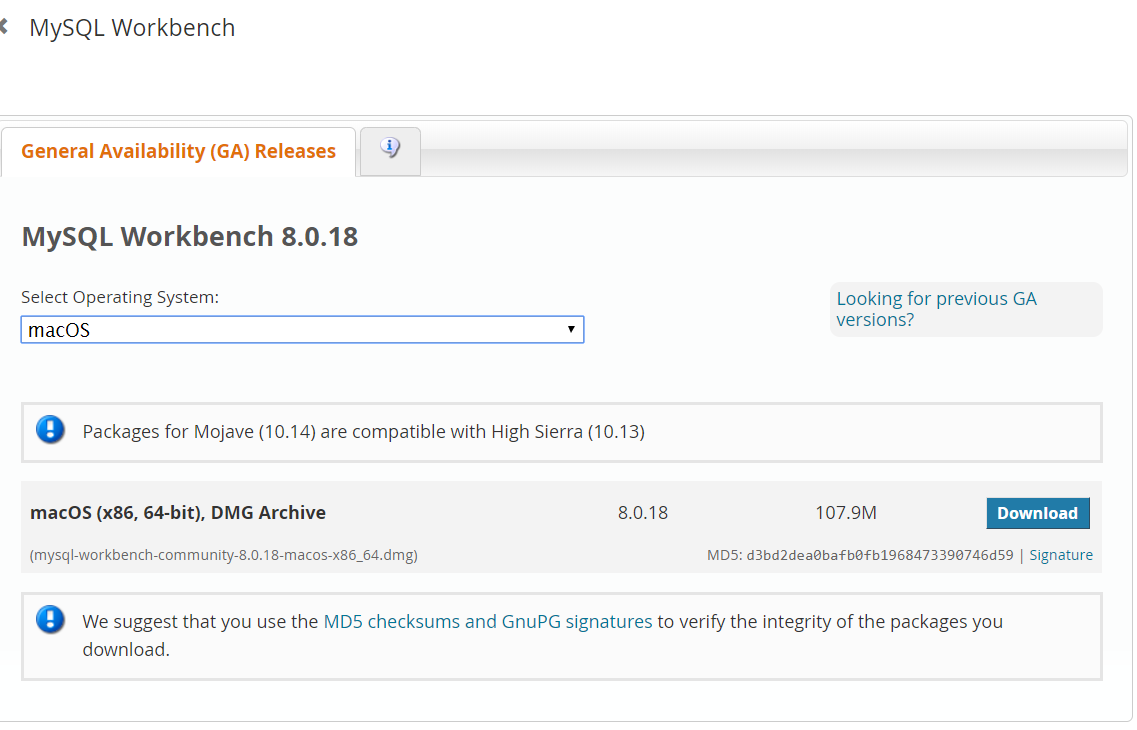 MySQL Workbench
General Availability (GA) Releases
MySQL Workbench 8.0.18
Select Operating System:
macOS
Looking for previous GA
versions?
Packages for Mojave (10.14) are compatible with High Sierra (10.13)
macOS (x86, 64-bit), DMG Archive 8.0.18 107.9M Download
(mysql-workbench-community-8.0.18-macos-x86_64.dmg) MD5: d3bd2dea0bafb0fb1968473390746d59 | Signature
We suggest that you use the MD5 checksums and GnuPG signatures to verify the integrity of the packages you
download.